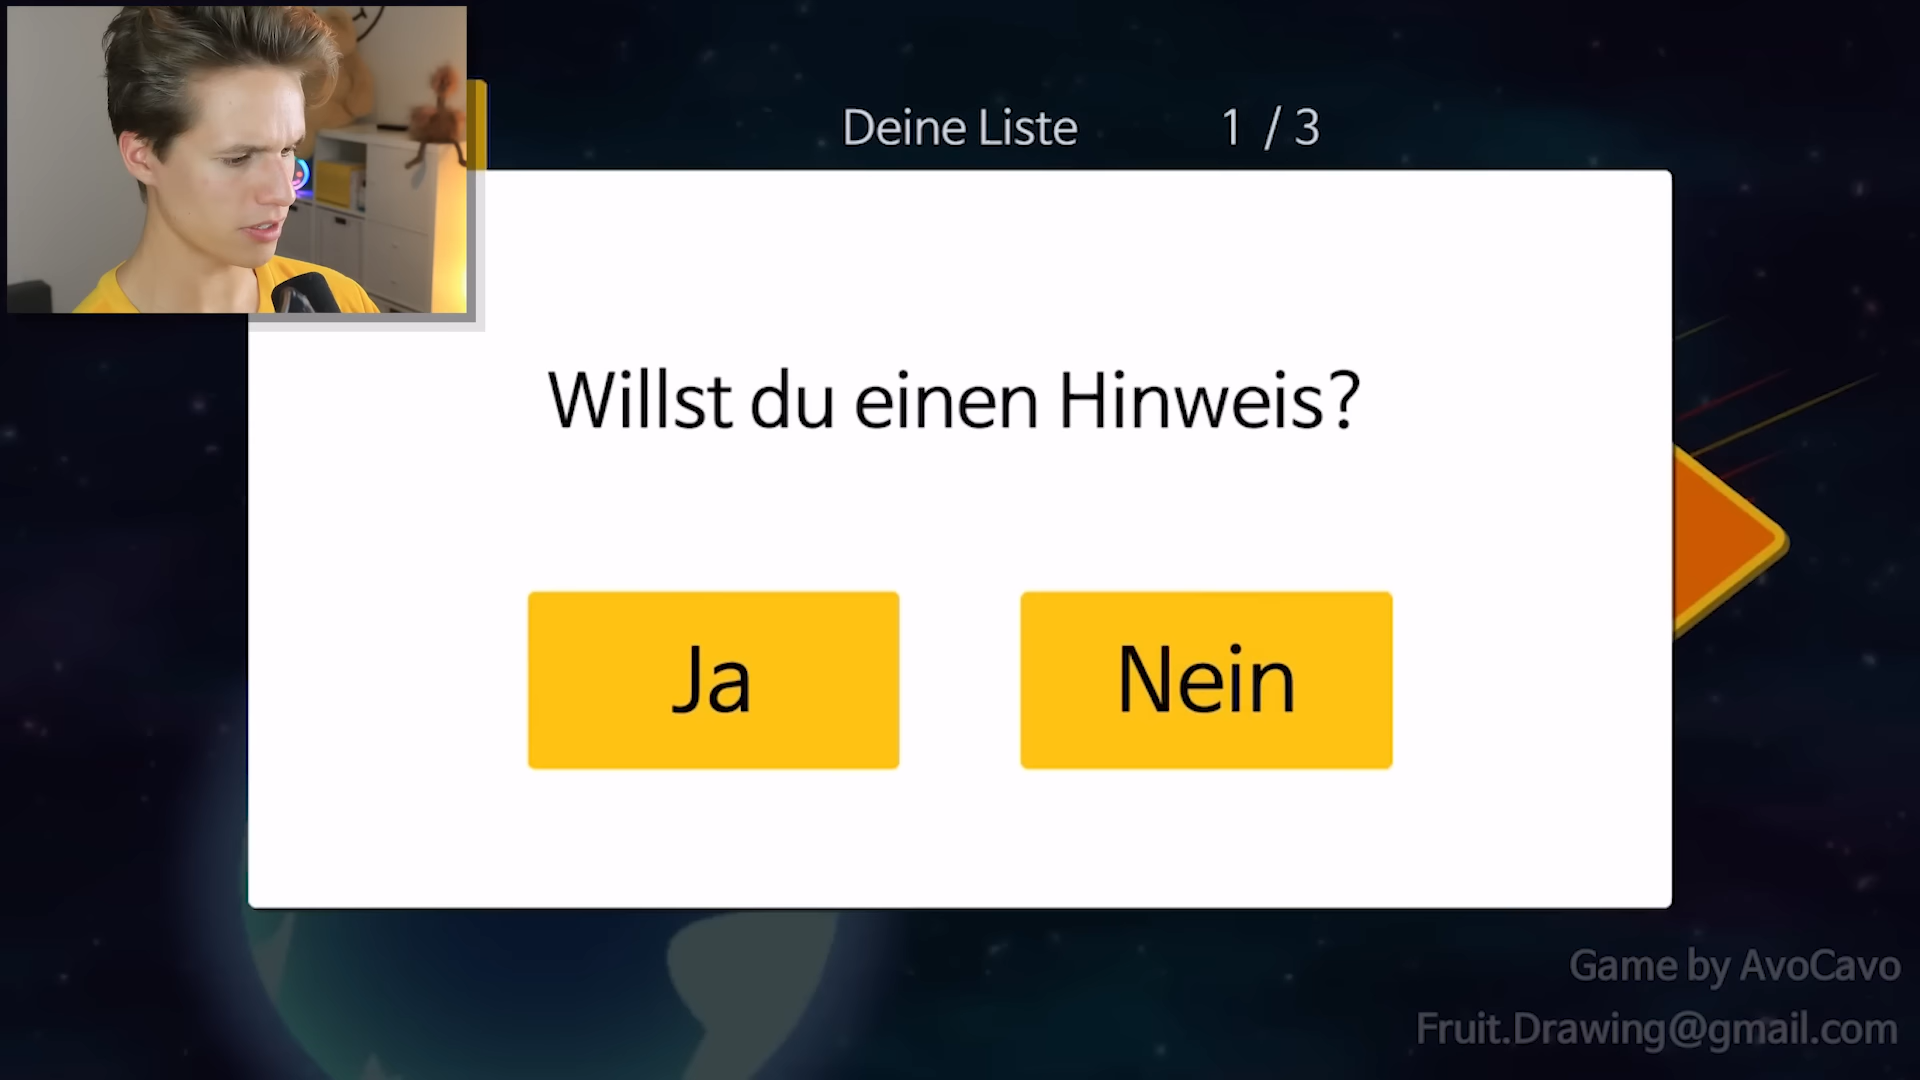 Deine Liste 1 / 3
Willst du einen Hinweis?
Ja
Nein
Game by AvoCavo
Fruit.Drawing@gmail.com